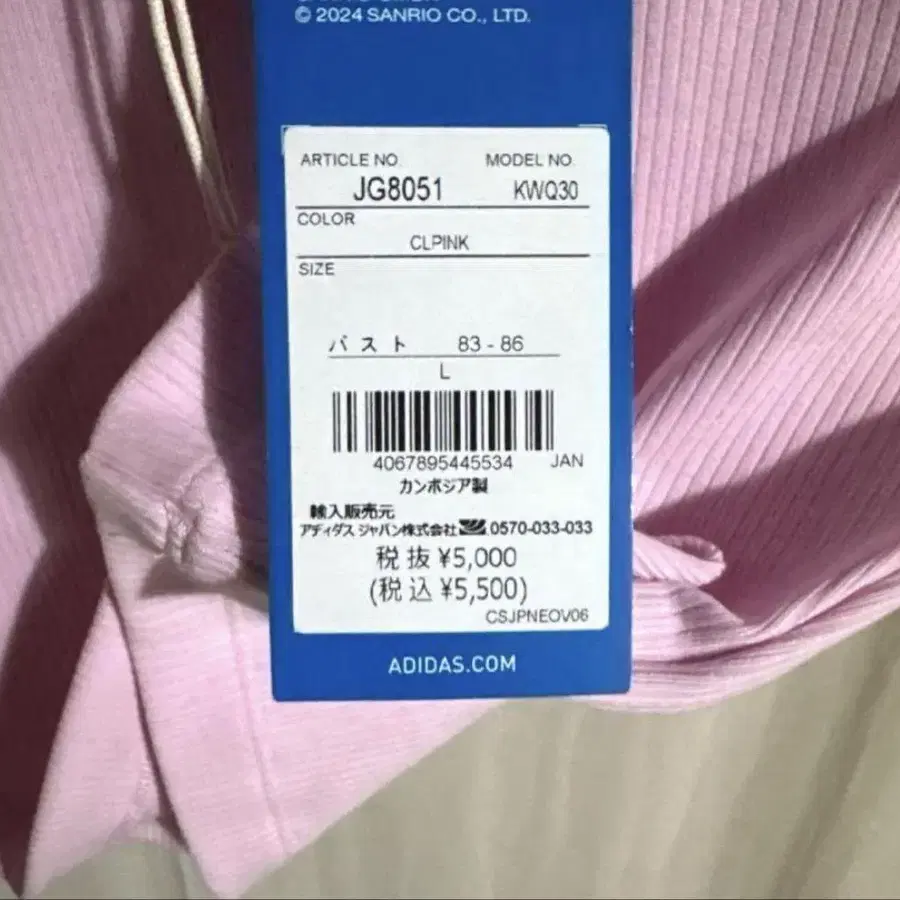 © 2024 SANRIO CO., LTD.
ARTICLE NO. MODEL NO.
JG8051 KWQ30
COLOR
CLPINK
SIZE
バスト 83-86
L
4067895445534 JAN
カンボジア製
輸入販売元
アディダス ジャパン株式会社 0570-033-033
税抜 ¥5,000
(税込 ¥5,500)
CSJPNEOV06
ADIDAS.COM